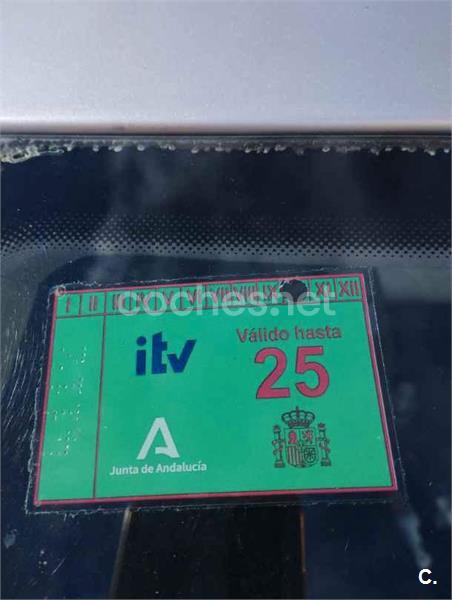 I II III IV V VI VII VIII IX XI XII
coches.net
itv
Válido hasta
25
Junta de Andalucía
C.